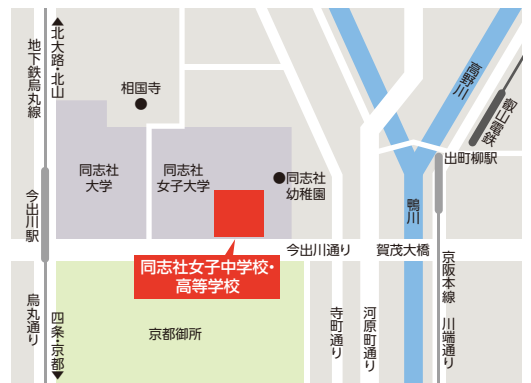 ▲北大路・北山
地下鉄烏丸線
相国寺
高野川
叡山電鉄
同志社
大学
同志社
女子大学
同志社
幼稚園
出町柳駅
今出川駅
鴨川
今出川通り
賀茂大橋
同志社女子中学校・
高等学校
京都御所
烏丸通り
四条・京都▼
寺町通り
河原町通り
京阪本線
川端通り